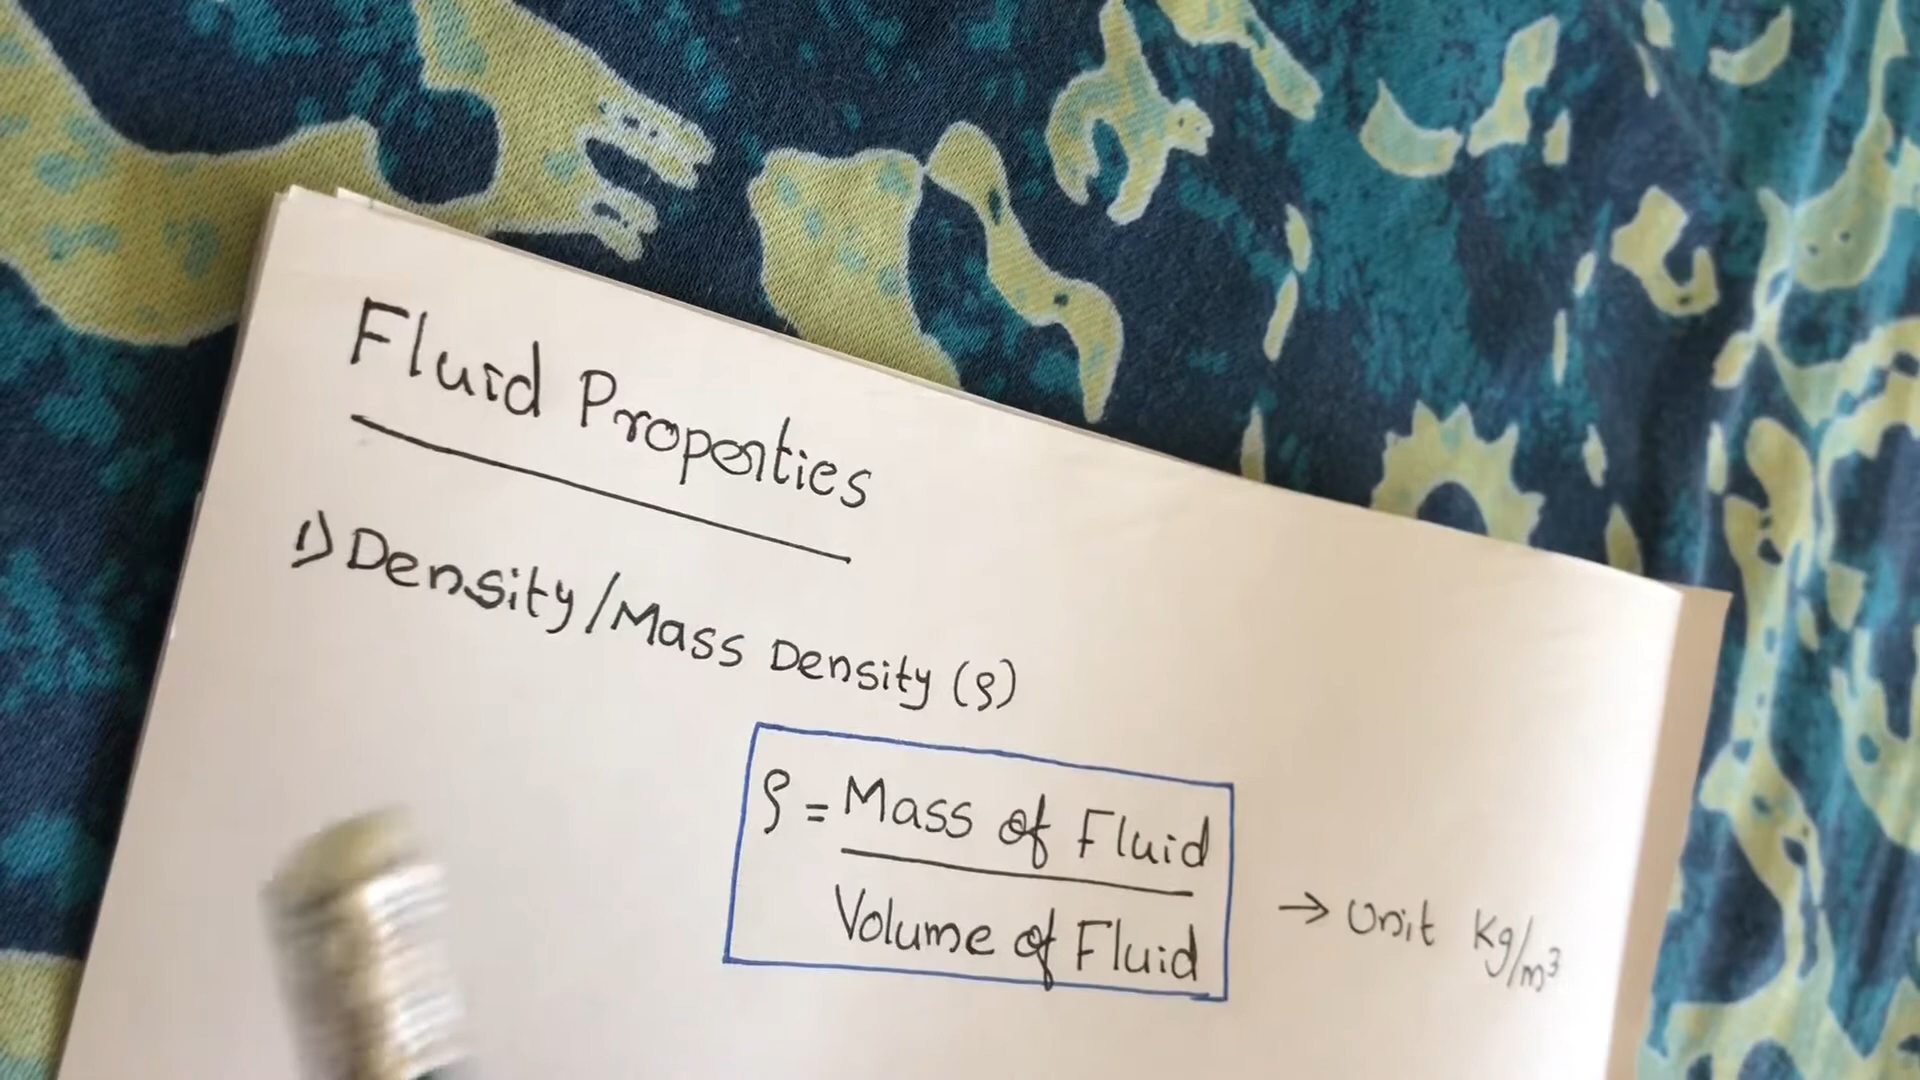 Fluid Properties
1) Density/Mass Density (ρ)
ρ = Mass of Fluid
Volume of Fluid
→ Unit Kg/m³